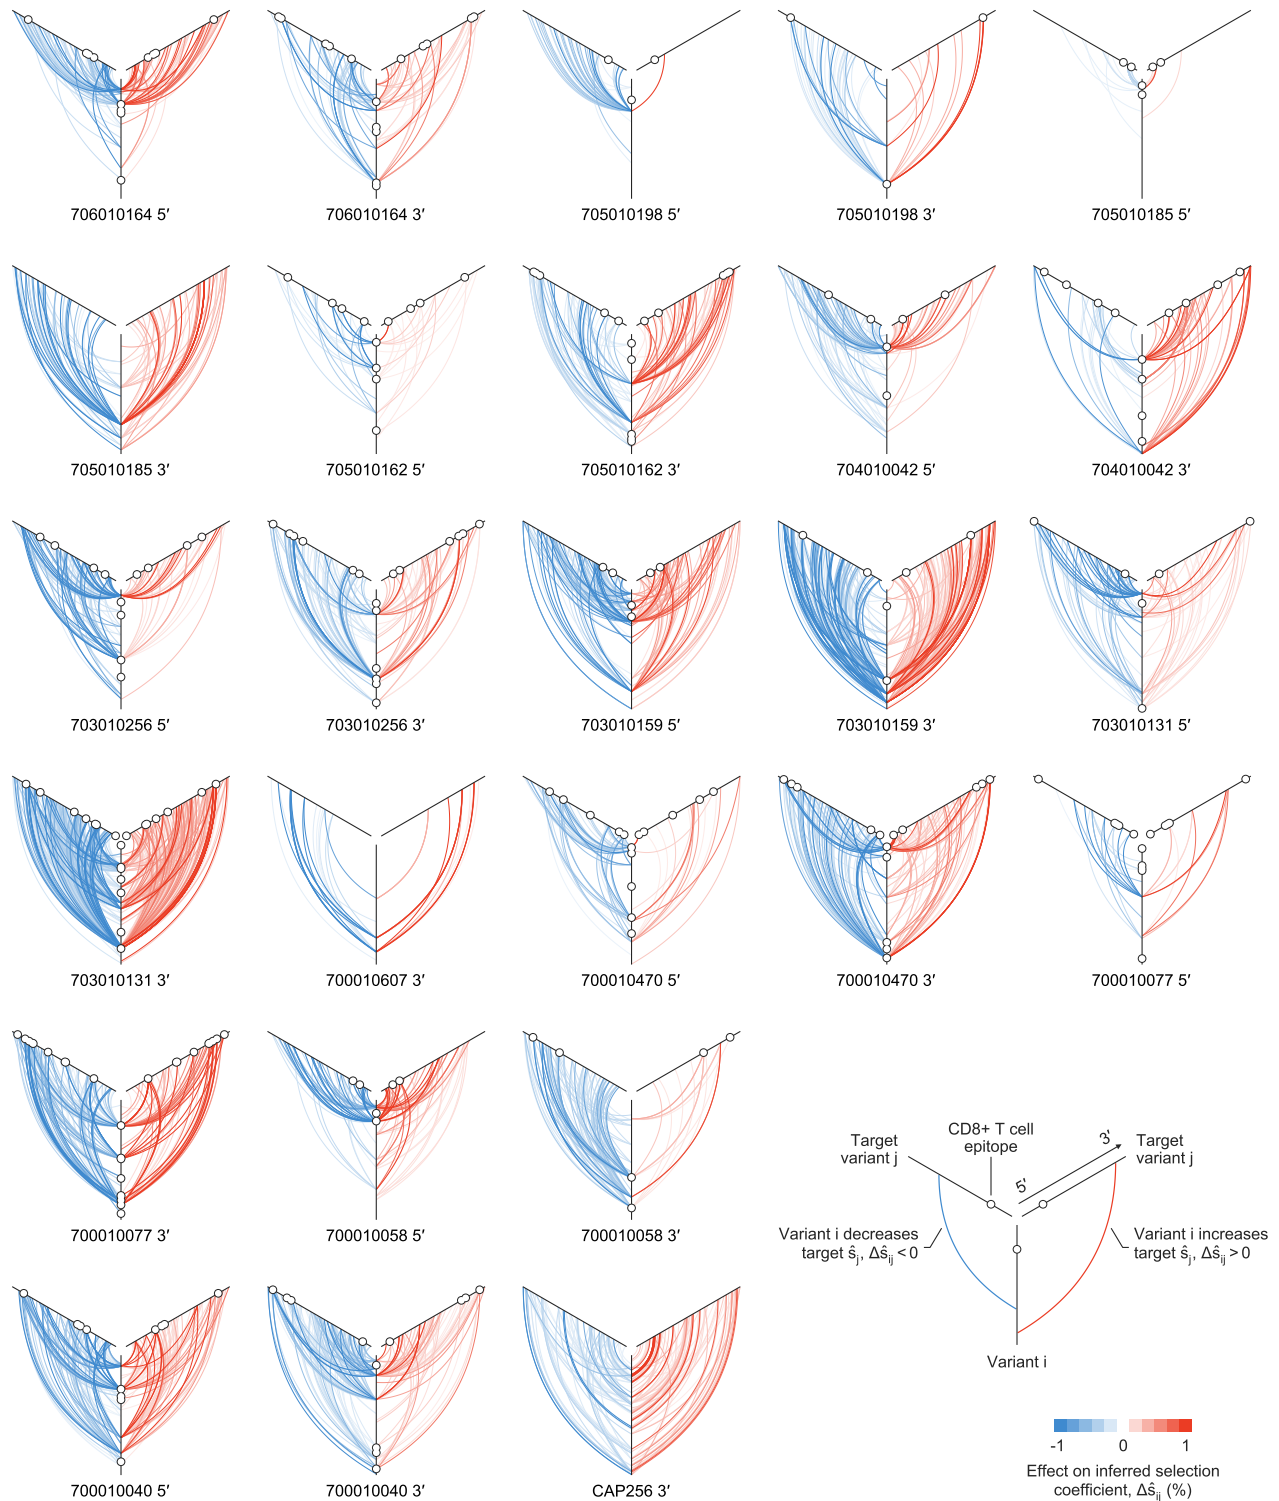 706010164 5′
706010164 3′
705010198 5′
705010198 3′
705010185 5′
705010185 3′
705010162 5′
705010162 3′
704010042 5′
704010042 3′
703010256 5′
703010256 3′
703010159 5′
703010159 3′
703010131 5′
703010131 3′
700010607 3′
700010470 5′
700010470 3′
700010077 5′
700010077 3′
700010058 5′
700010058 3′
CD8+ T cell
epitope
Target
variant j
5′
3′
Target
variant j
Variant i decreases
target ŝj, Δŝij < 0
Variant i increases
target ŝj, Δŝij > 0
Variant i
700010040 5′
700010040 3′
CAP256 3′
-1 0 1
Effect on inferred selection
coefficient, Δŝij (%)